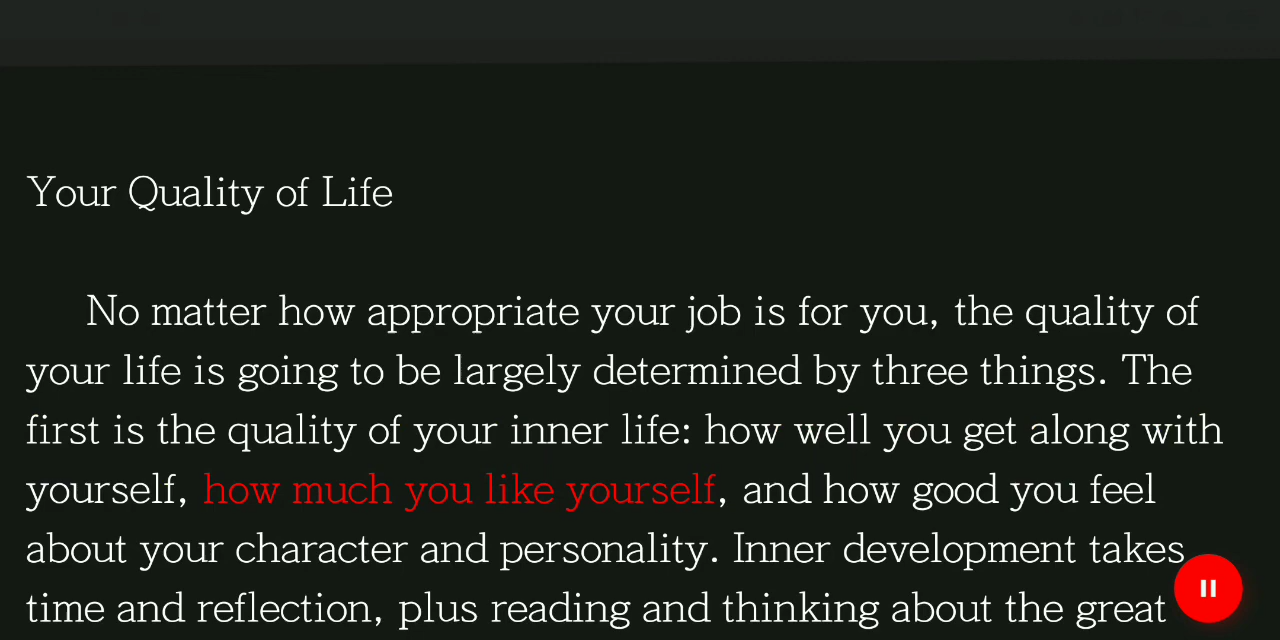 Your Quality of Life
No matter how appropriate your job is for you, the quality of
your life is going to be largely determined by three things. The
first is the quality of your inner life: how well you get along with
yourself, how much you like yourself, and how good you feel
about your character and personality. Inner development takes
time and reflection, plus reading and thinking about the great